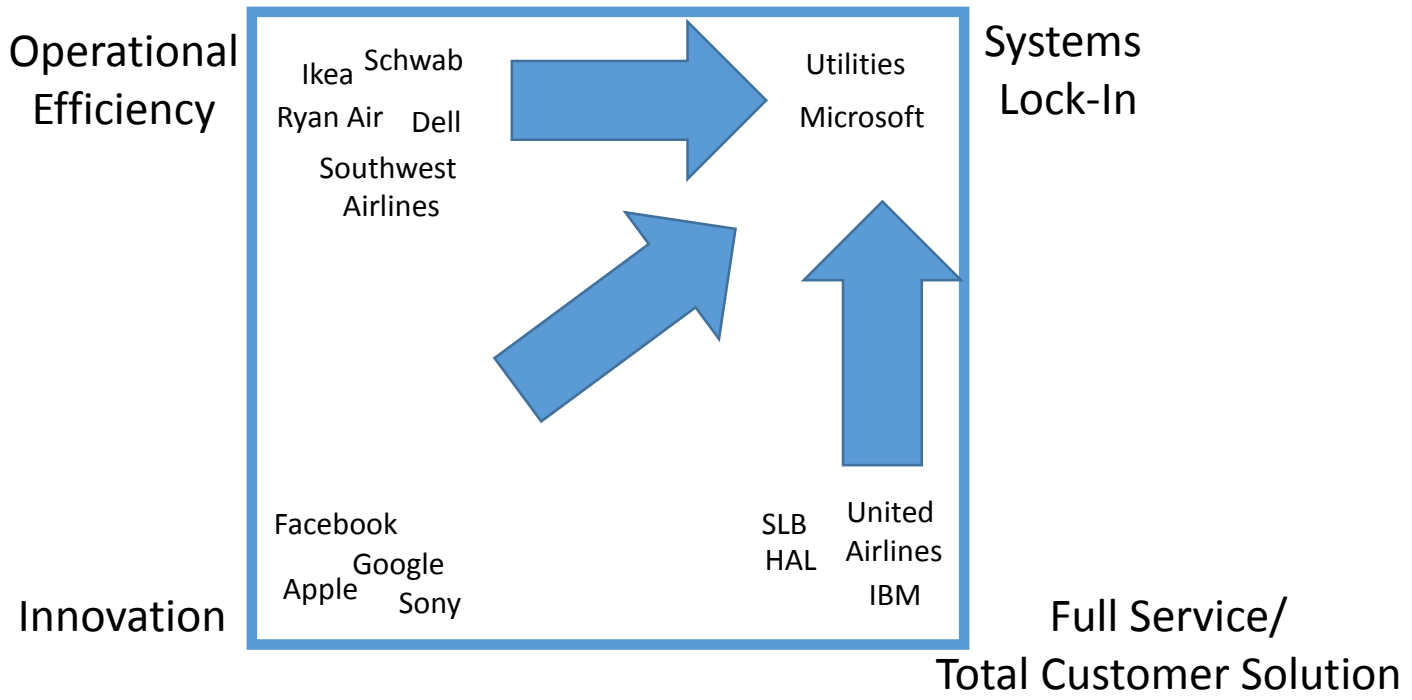 Operational
Efficiency
Ikea
Schwab
Ryan Air
Dell
Southwest
Airlines
Utilities
Microsoft
Systems
Lock-In
Facebook
Google
Apple
Sony
SLB
HAL
United
Airlines
IBM
Innovation
Full Service/
Total Customer Solution